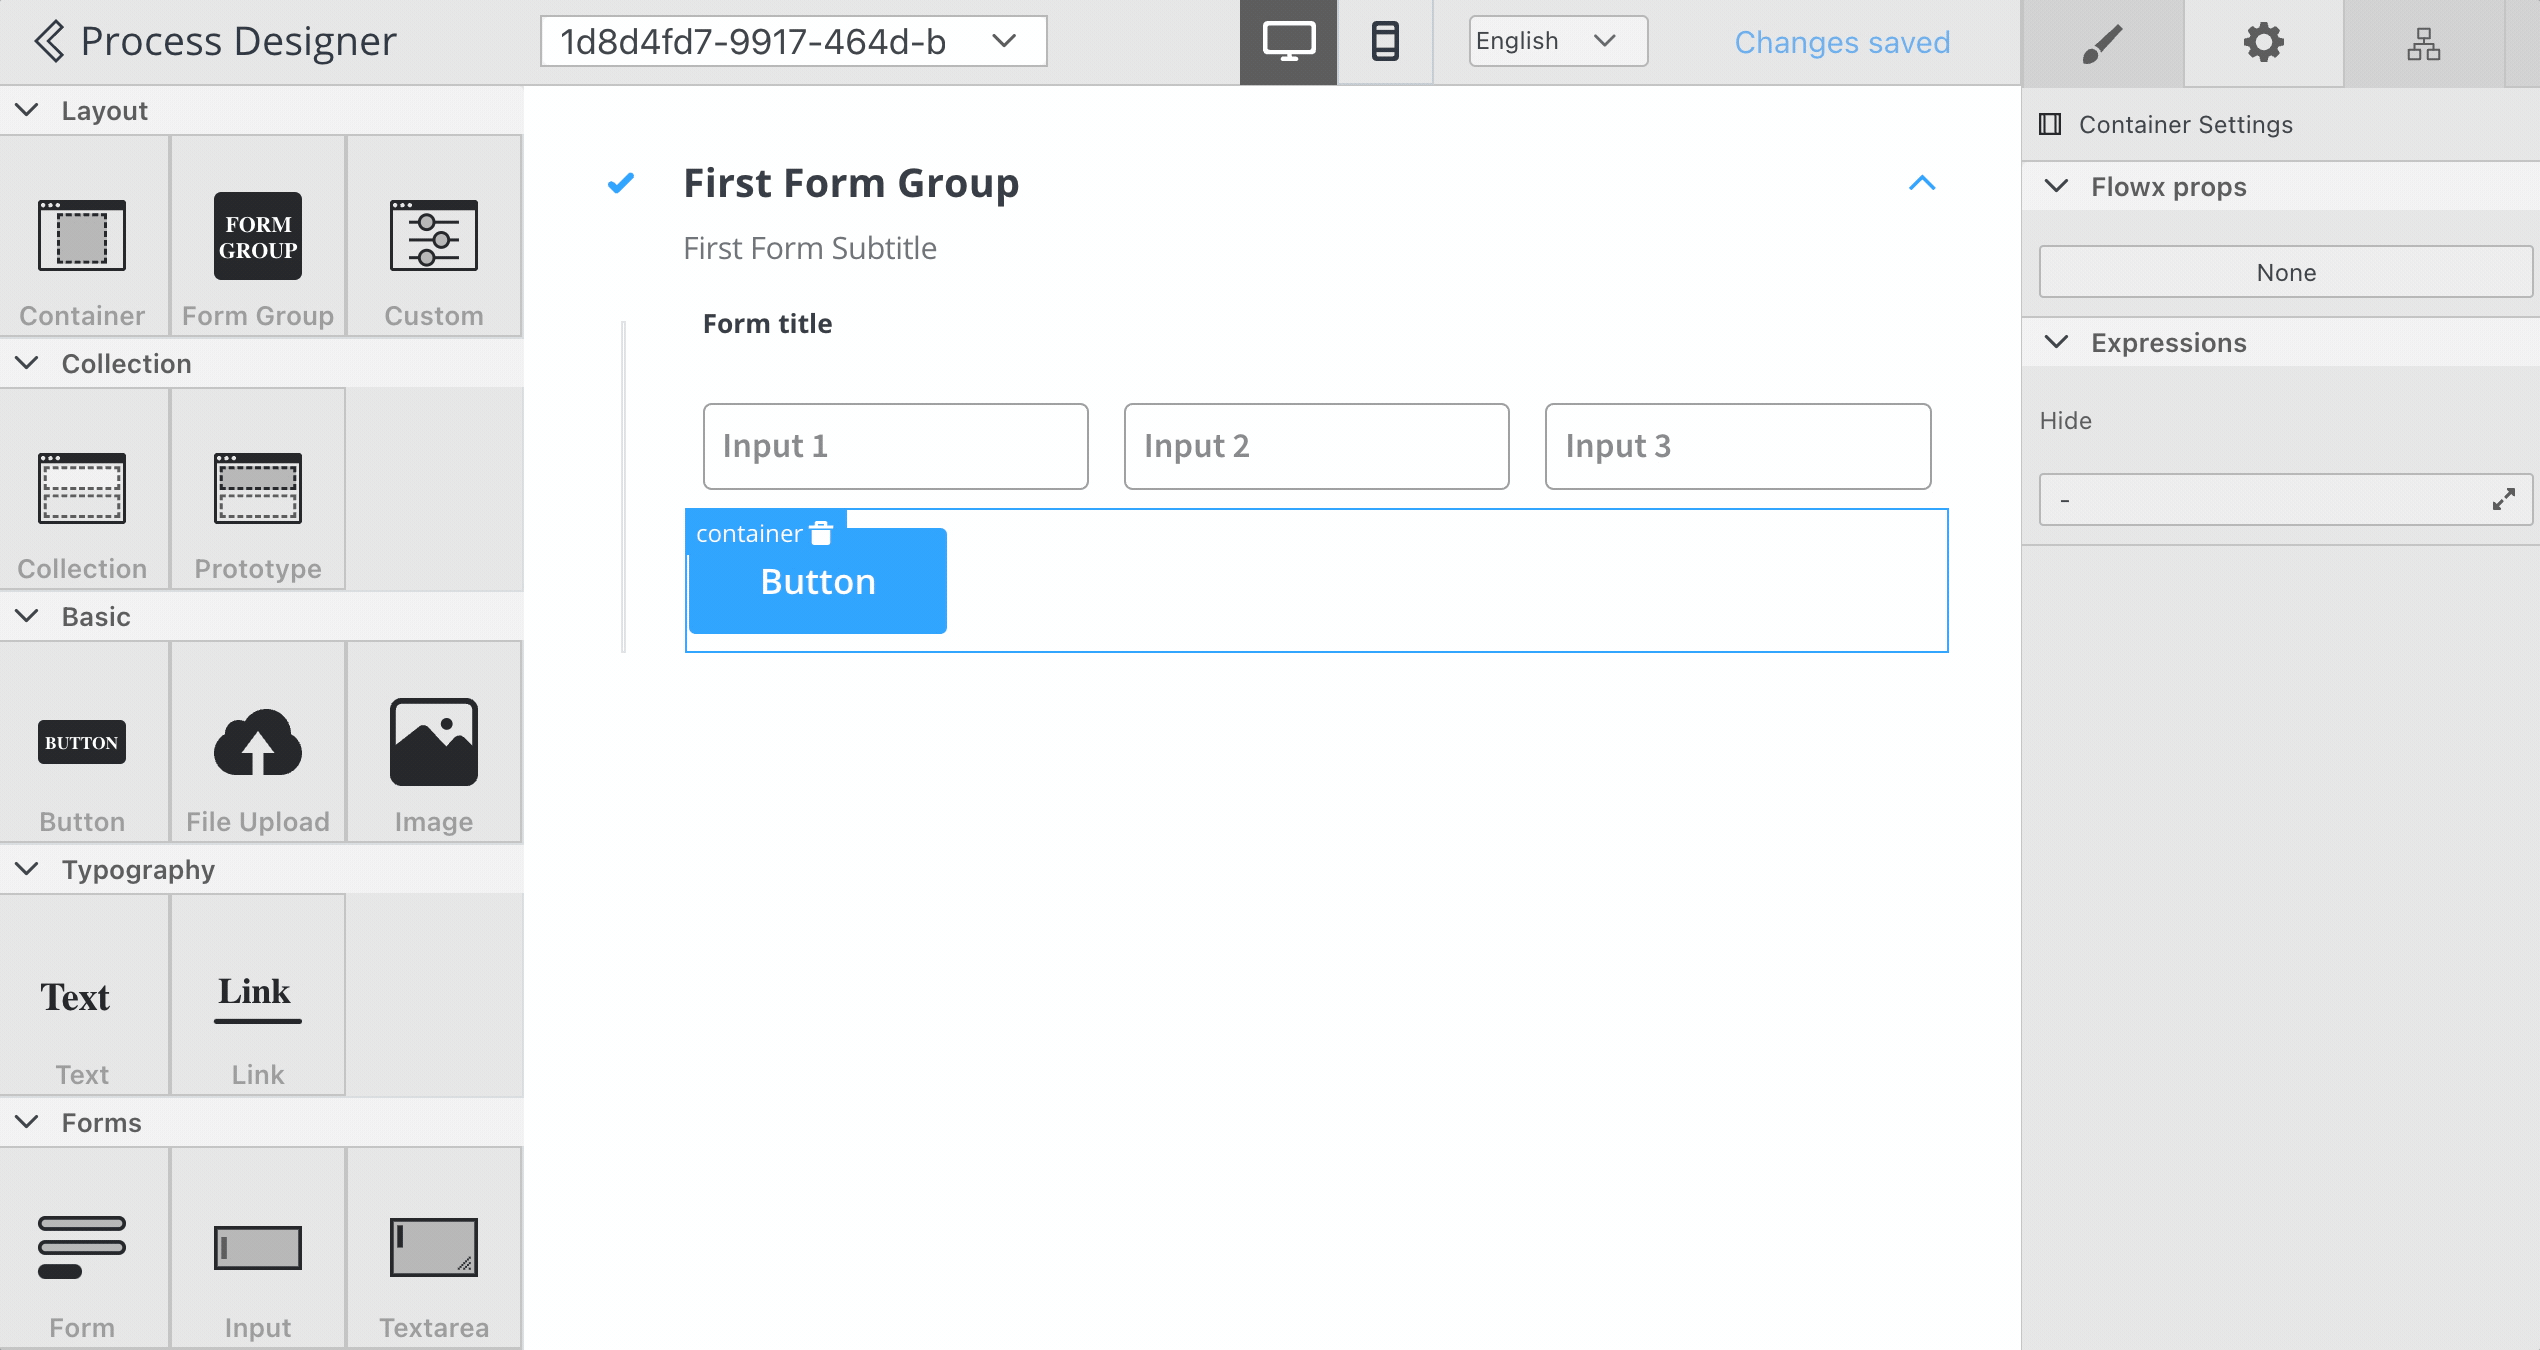 Process Designer
1d8d4fd7-9917-464d-b
English
Changes saved
Layout
FORM
GROUP
Container
Form Group
Custom
Collection
Collection
Prototype
Basic
BUTTON
Button
File Upload
Image
Typography
Text
Link
Text
Link
Forms
Form
Input
Textarea
First Form Group
First Form Subtitle
Form title
Input 1
Input 2
Input 3
container
Button
Container Settings
Flowx props
None
Expressions
Hide
-